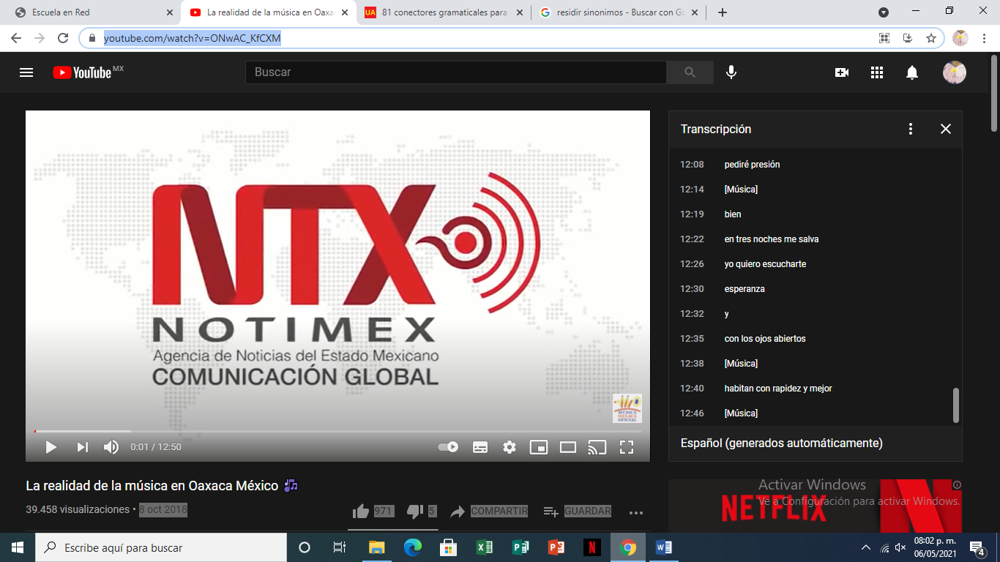 Escuela en Red
La realidad de la música en Oaxa
81 conectores gramaticales para
residir sinonimos - Buscar con Go
youtube.com/watch?v=ONwAC_KfCXM
YouTube MX
Buscar
NTX
NOTIMEX
Agencia de Noticias del Estado Mexicano
COMUNICACIÓN GLOBAL
MUSICA
OAXACA
OFICIAL
0:01 / 12:50
Transcripción
12:08 pediré presión
12:14 [Música]
12:19 bien
12:22 en tres noches me salva
12:26 yo quiero escucharte
12:30 esperanza
12:32 y
12:35 con los ojos abiertos
12:38 [Música]
12:40 habitan con rapidez y mejor
12:46 [Música]
Español (generados automáticamente)
La realidad de la música en Oaxaca México
39.458 visualizaciones • 8 oct 2018
971
5
COMPARTIR
GUARDAR
NETFLIX
Activar Windows
Ve a Configuración para activar Windows.
Escribe aquí para buscar
08:02 p. m.
06/05/2021
4